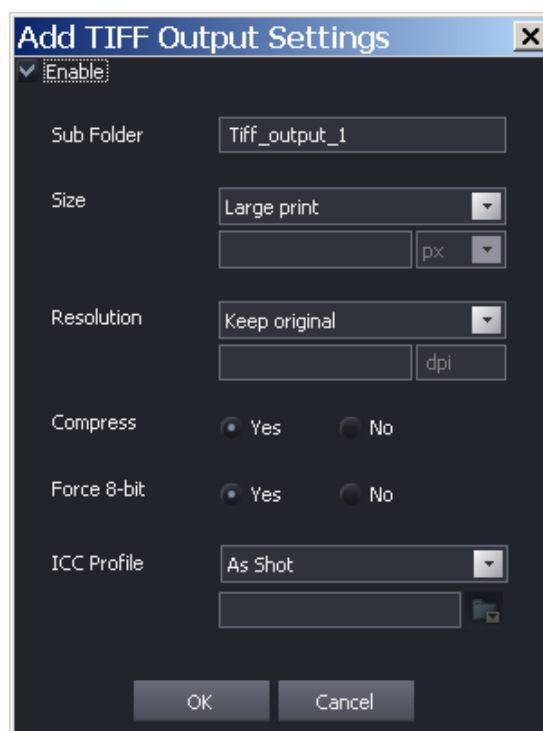 Add TIFF Output Settings
Enable
Sub Folder Tiff_output_1
Size Large print
px
Resolution Keep original
dpi
Compress Yes No
Force 8-bit Yes No
ICC Profile As Shot
OK Cancel